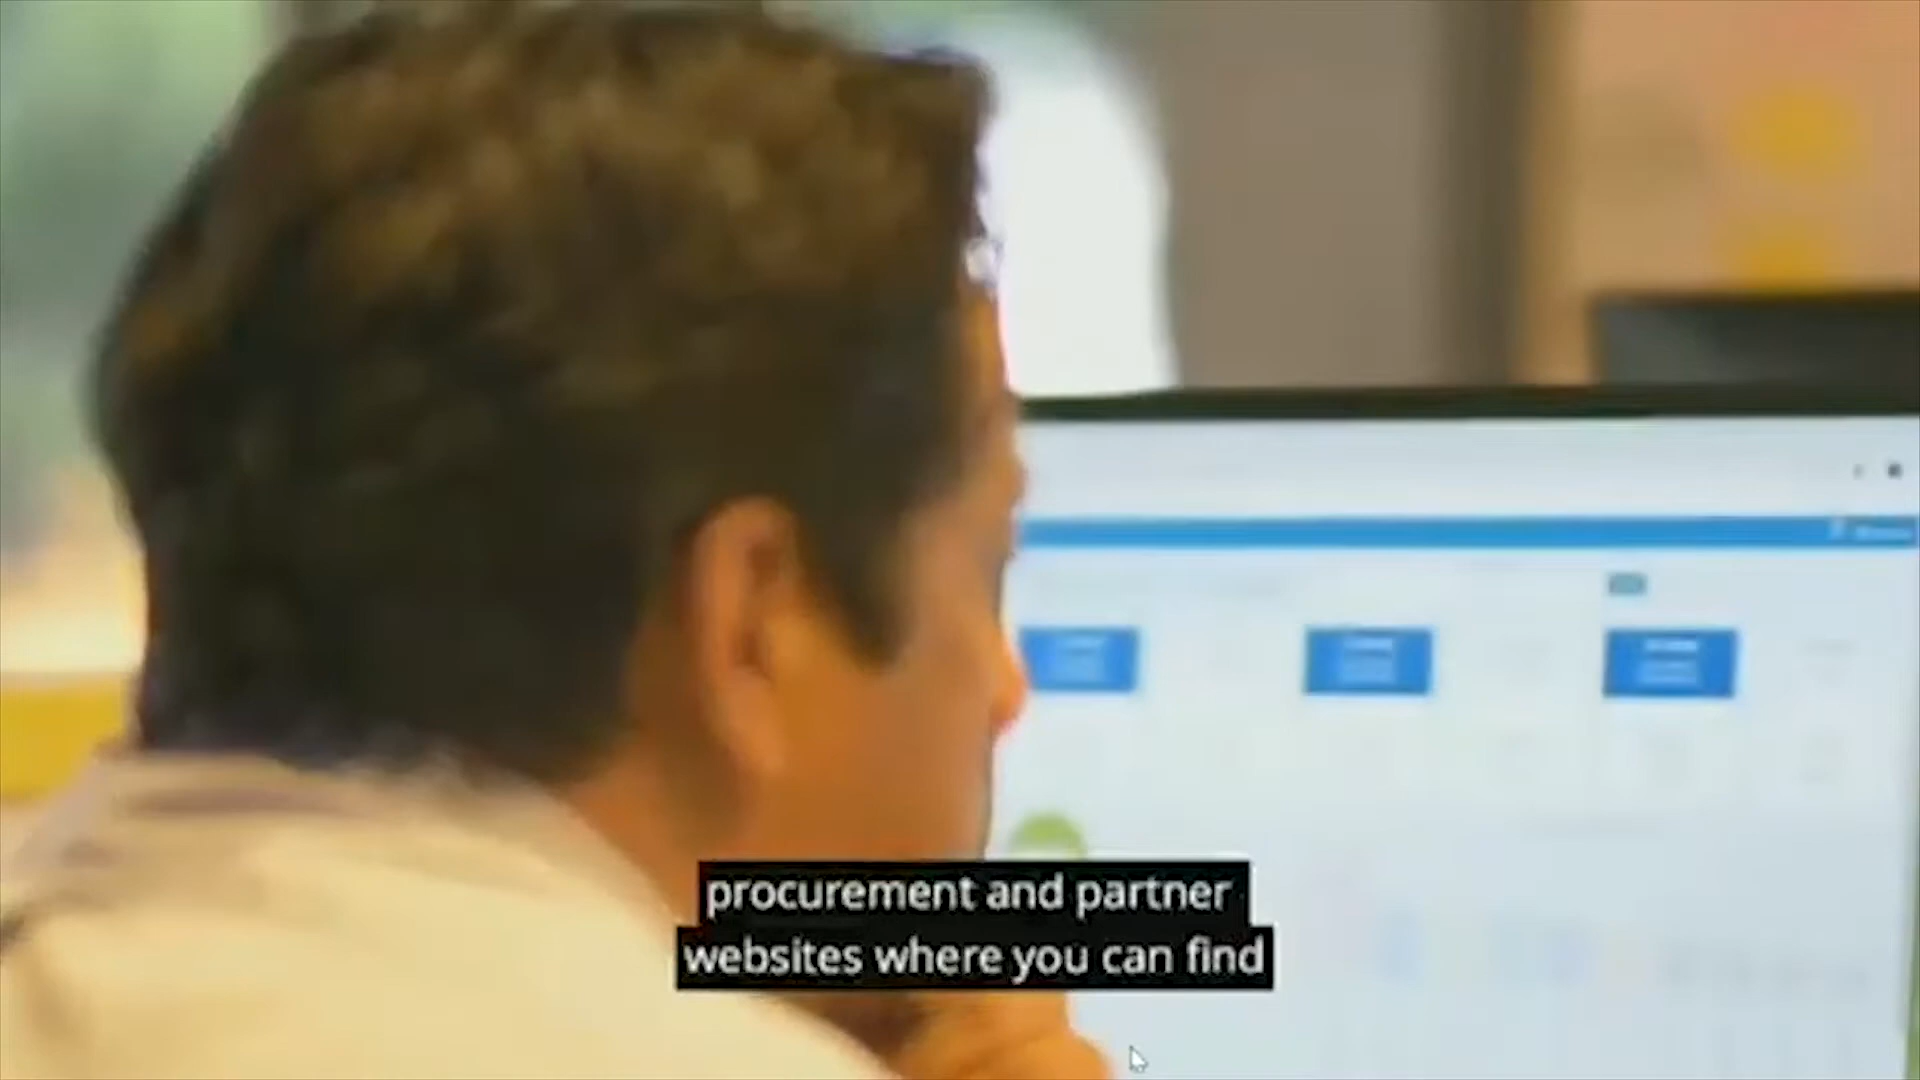 procurement and partner
websites where you can find